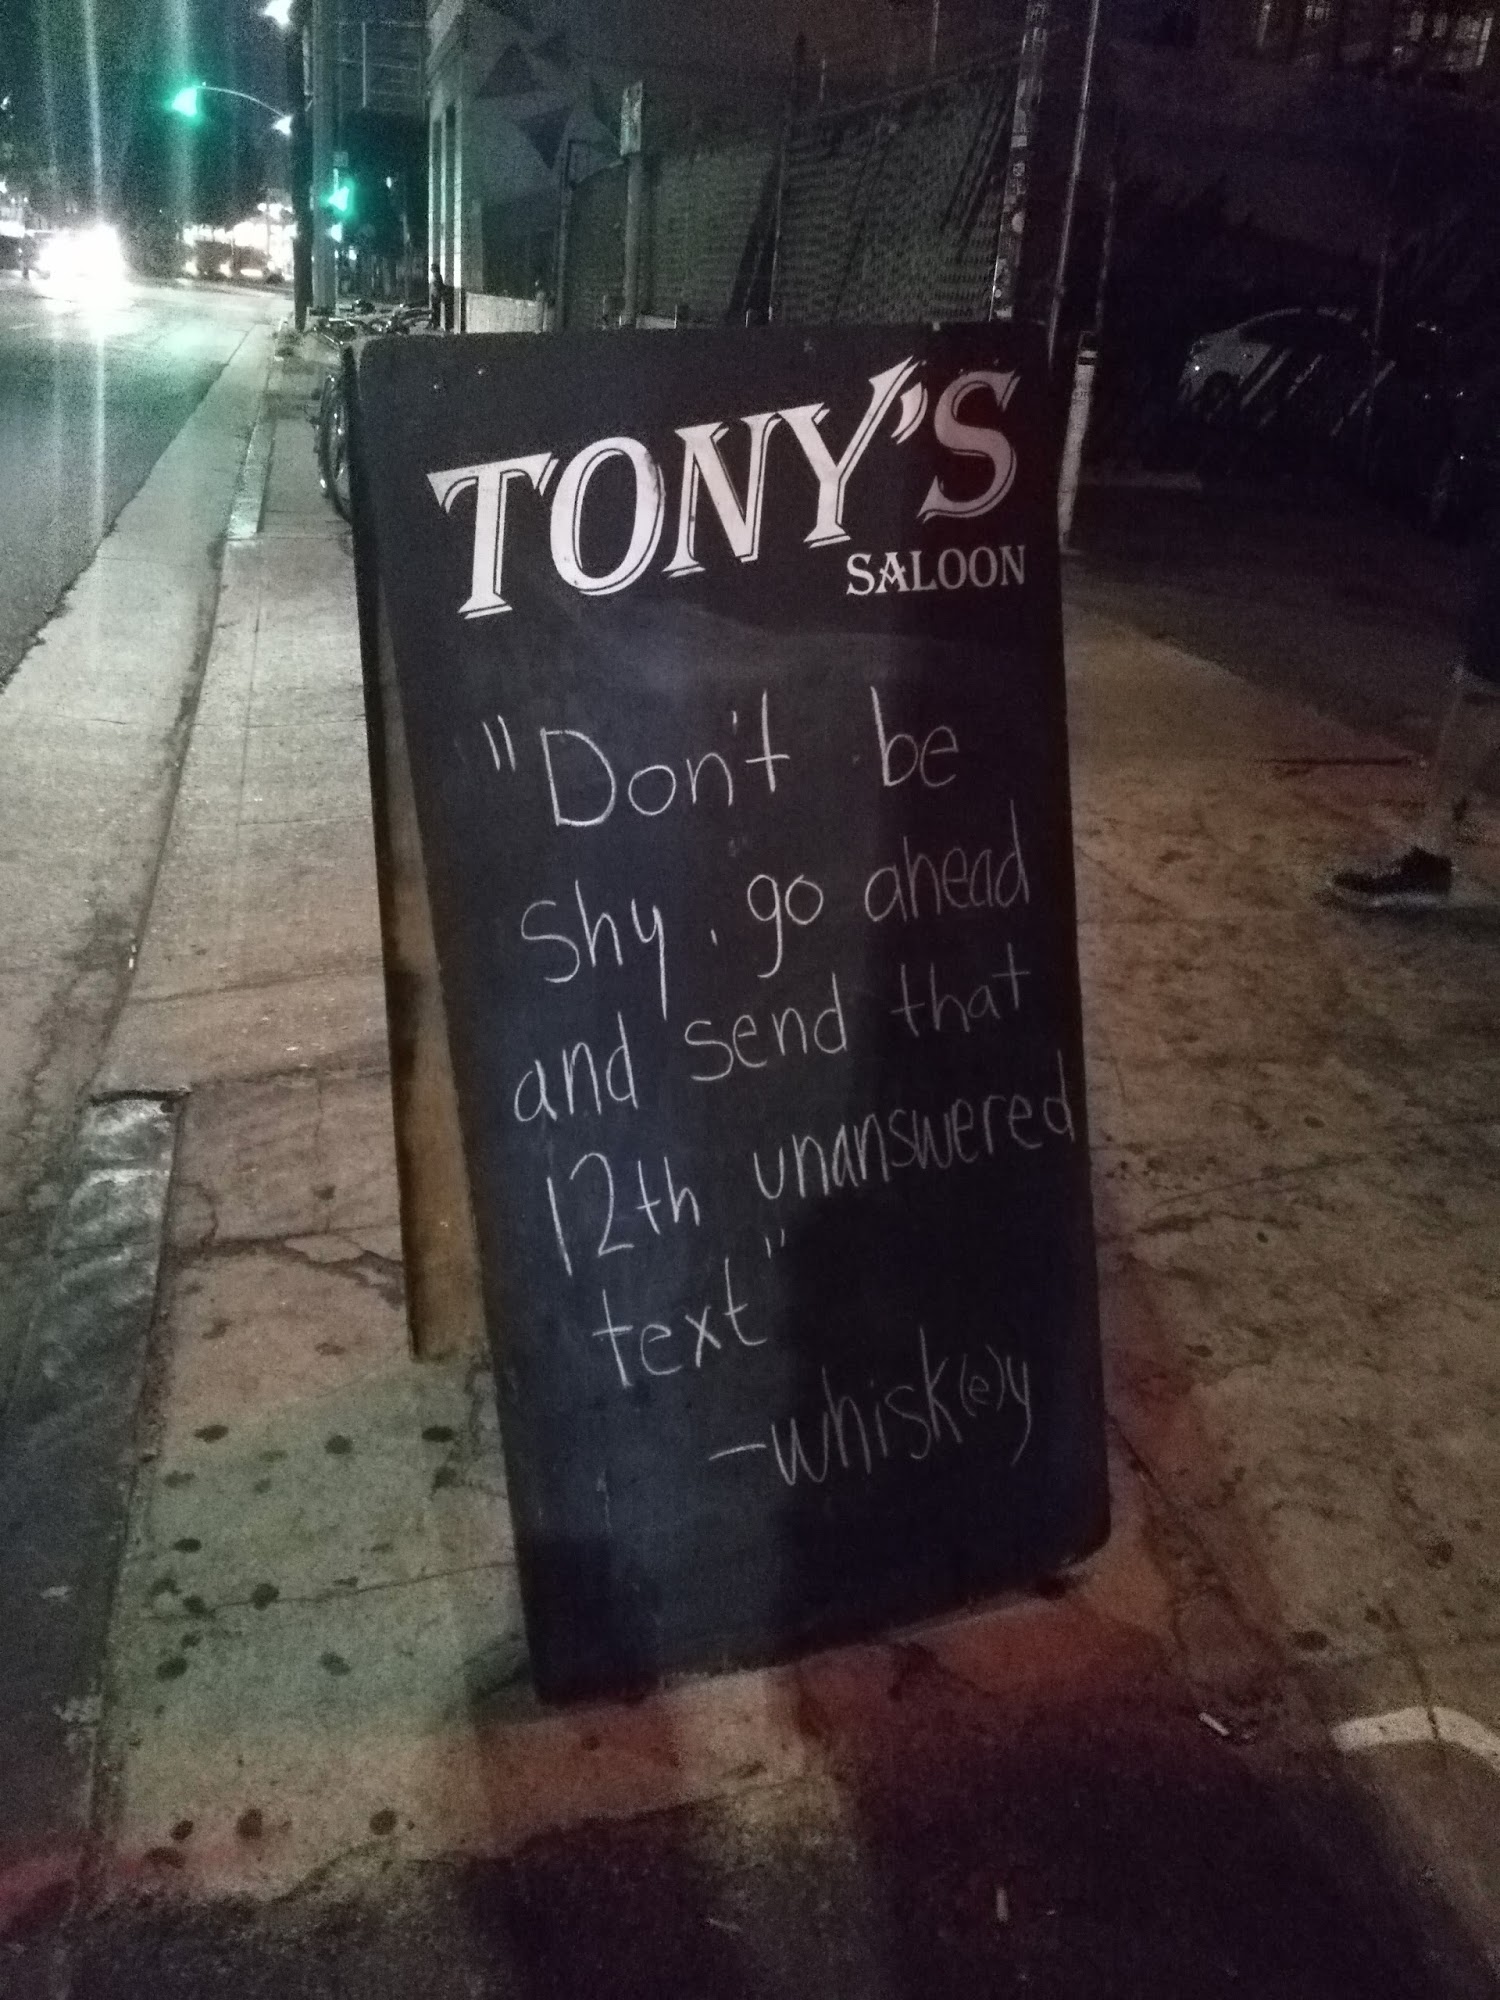 TONY'S
SALOON
"Don't be
shy. go ahead
and send that
12th unanswered
text"
-whisk(e)y